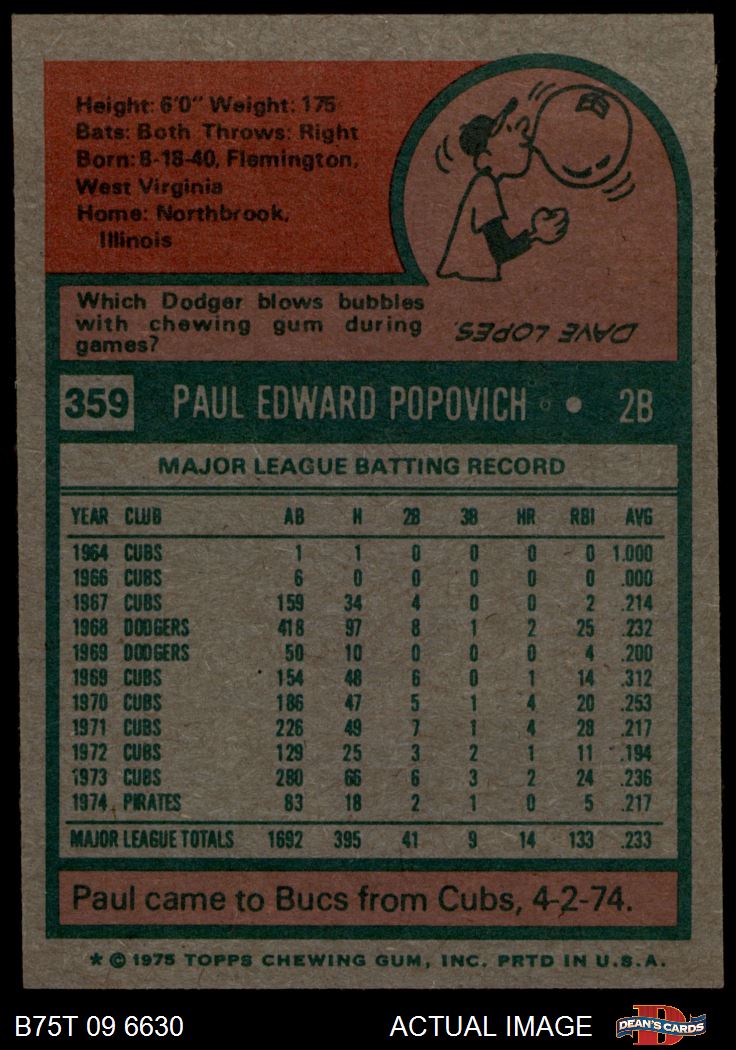 Height: 6'0" Weight: 175
Bats: Both Throws: Right
Born: 8-18-40, Flemington,
West Virginia
Home: Northbrook,
Illinois
Which Dodger blows bubbles
with chewing gum during
games?
DAVE LOPES.
359 PAUL EDWARD POPOVICH • 2B
MAJOR LEAGUE BATTING RECORD
YEAR CLUB AB H 2B 3B HR RBI AVG
1964 CUBS 1 1 0 0 0 0 1.000
1966 CUBS 6 0 0 0 0 0 .000
1967 CUBS 159 34 4 0 0 2 .214
1968 DODGERS 418 97 8 1 2 25 .232
1969 DODGERS 50 10 0 0 0 4 .200
1969 CUBS 154 48 6 0 1 14 .312
1970 CUBS 186 47 5 1 4 20 .253
1971 CUBS 226 49 7 1 4 28 .217
1972 CUBS 129 25 3 2 1 11 .194
1973 CUBS 280 66 6 3 2 24 .236
1974 PIRATES 83 18 2 1 0 5 .217
MAJOR LEAGUE TOTALS 1692 395 41 9 14 133 .233
Paul came to Bucs from Cubs, 4-2-74.
* © 1975 TOPPS CHEWING GUM, INC. PRTD IN U.S.A.
B75T 09 6630 ACTUAL IMAGE DEAN'S CARDS